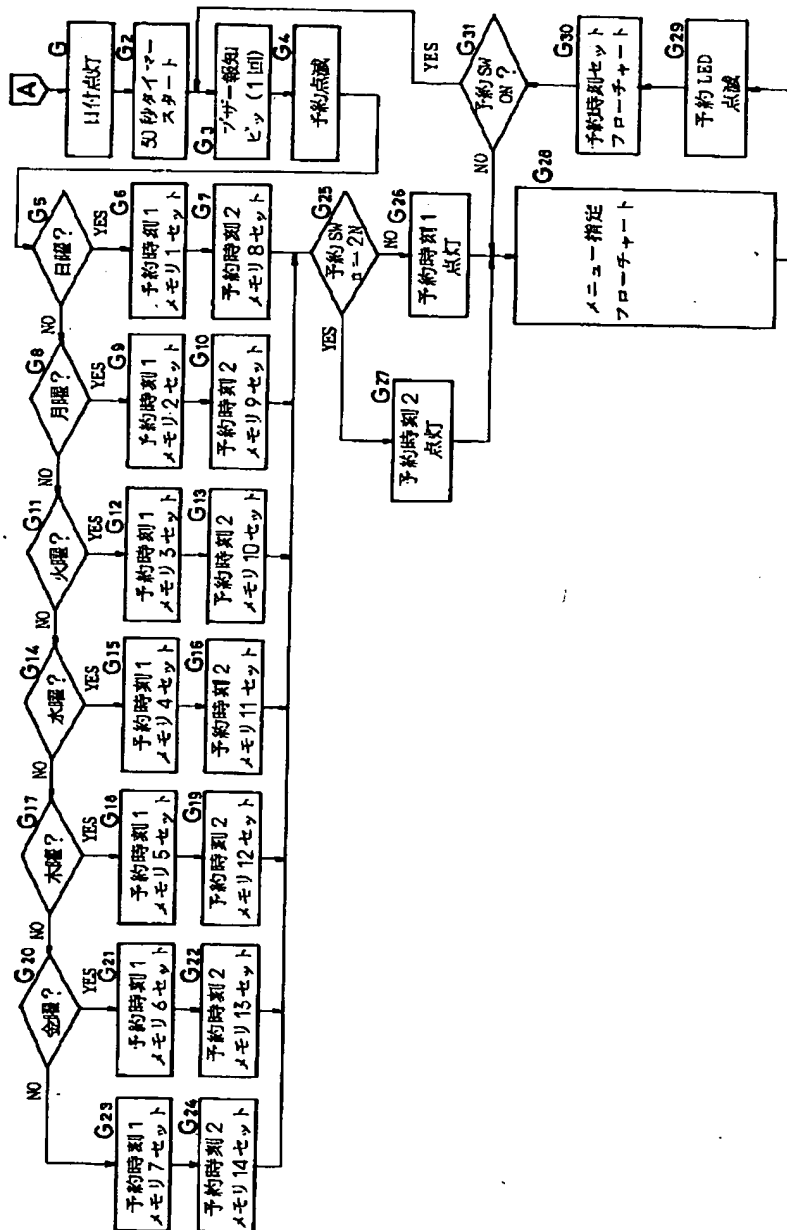 A
G
日付点灯
G2
30秒タイマー
スタート
G3
ブザー報知
ピッ(1回)
G4
予約点滅
G5
日曜?
YES
NO
G6
予約時刻1
メモリ1セット
G7
予約時刻2
メモリ8セット
G8
月曜?
YES
NO
G9
予約時刻1
メモリ2セット
G10
予約時刻2
メモリ9セット
G11
火曜?
YES
NO
G12
予約時刻1
メモリ3セット
G13
予約時刻2
メモリ10セット
G14
水曜?
YES
NO
G15
予約時刻1
メモリ4セット
G16
予約時刻2
メモリ11セット
G17
木曜?
YES
NO
G18
予約時刻1
メモリ5セット
G19
予約時刻2
メモリ12セット
G20
金曜?
YES
NO
G21
予約時刻1
メモリ6セット
G22
予約時刻2
メモリ13セット
G23
予約時刻1
メモリ7セット
G24
予約時刻2
メモリ14セット
G25
予約SW
ロー2N
YES
NO
G26
予約時刻1
点灯
G27
予約時刻2
点灯
G28
メニュー指定
フローチャート
G29
予約LED
点滅
G30
予約時刻セット
フローチャート
G31
予約SW
ON?
YES
NO